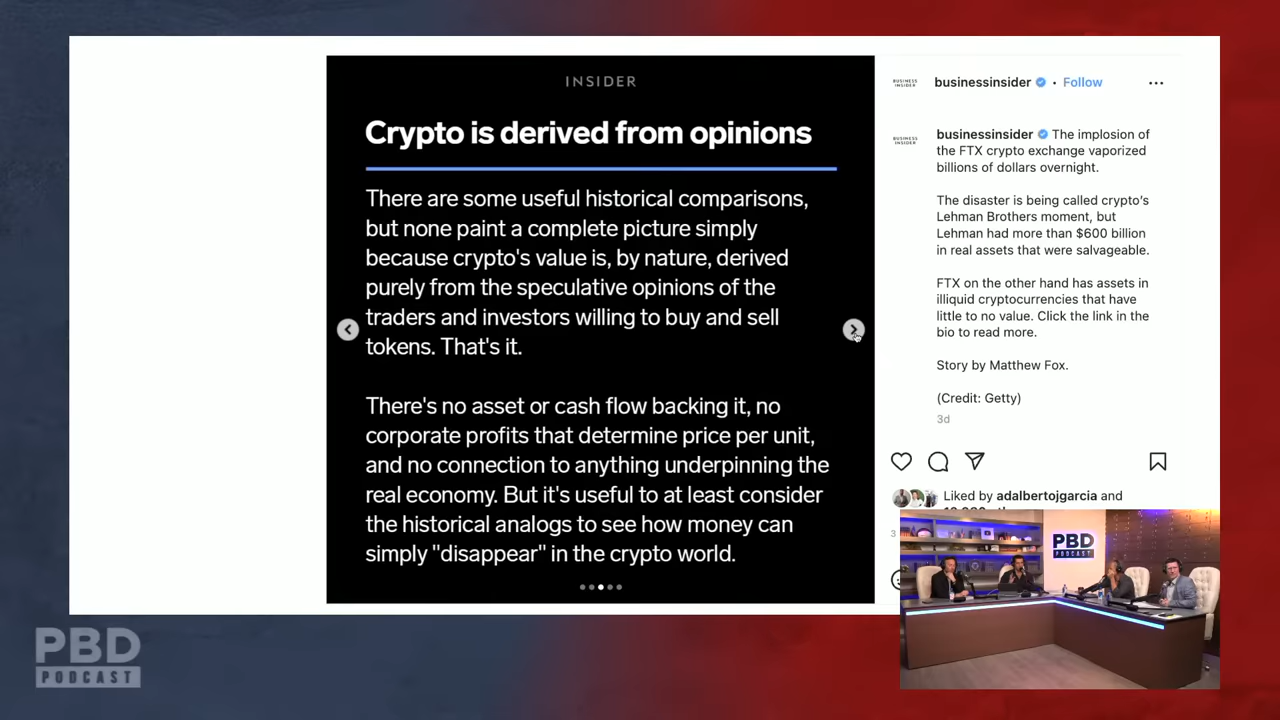 INSIDER
Crypto is derived from opinions
There are some useful historical comparisons,
but none paint a complete picture simply
because crypto's value is, by nature, derived
purely from the speculative opinions of the
traders and investors willing to buy and sell
tokens. That's it.
There's no asset or cash flow backing it, no
corporate profits that determine price per unit,
and no connection to anything underpinning the
real economy. But it's useful to at least consider
the historical analogs to see how money can
simply "disappear" in the crypto world.
BUSINESS
INSIDER
businessinsider • Follow
BUSINESS
INSIDER
businessinsider The implosion of
the FTX crypto exchange vaporized
billions of dollars overnight.
The disaster is being called crypto’s
Lehman Brothers moment, but
Lehman had more than $600 billion
in real assets that were salvageable.
FTX on the other hand has assets in
illiquid cryptocurrencies that have
little to no value. Click the link in the
bio to read more.
Story by Matthew Fox.
(Credit: Getty)
3d
Liked by adalbertojgarcia and
3
PBD
PODCAST
PBD
PODCAST